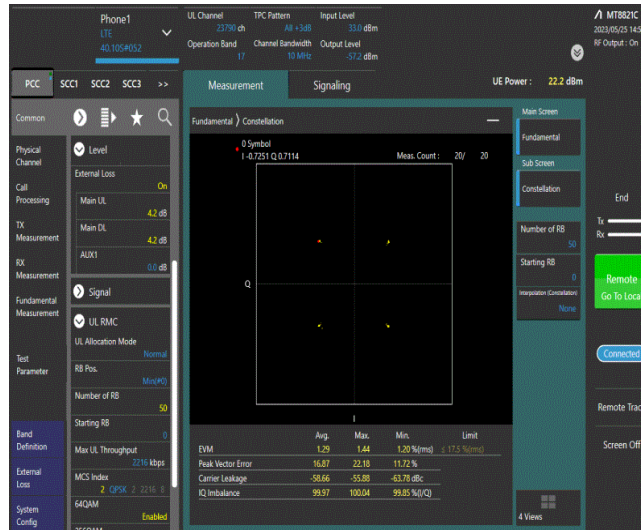 Phone1
LTE
40.105#052
UL Channel
23790 ch
TPC Pattern
All +3dB
Input Level
33.0 dBm
Operation Band
17
Channel Bandwidth
10 MHz
Output Level
-57.2 dBm
MT8821C
2023/05/25 14:5
RF Output : On
PCC SCC1 SCC2 SCC3 >>
Measurement
Signaling
UE Power : 22.2 dBm
Common
Physical Channel
Call Processing
TX Measurement
RX Measurement
Fundamental Measurement
Test Parameter
Band Definition
External Loss
System Config
Level
External Loss
On
Main UL
4.2 dB
Main DL
4.2 dB
AUX1
0.0 dB
Signal
UL RMC
UL Allocation Mode
Normal
RB Pos.
Min(#0)
Number of RB
50
Starting RB
0
Max UL Throughput
2216 kbps
MCS Index
2 QPSK 2 2216 8
64QAM
Enabled
256QAM
Fundamental 〉 Constellation
0 Symbol
I -0.7251 Q 0.7114
Meas. Count : 20/ 20
Q
I
Avg. Max. Min. Limit
EVM 1.29 1.44 1.20 %(rms) ≤ 17.5 %(rms)
Peak Vector Error 16.87 22.18 11.72 %
Carrier Leakage -58.66 -55.88 -63.78 dBc
IQ Imbalance 99.97 100.04 99.85 %(I/Q)
Main Screen
Fundamental
Sub Screen
Constellation
Number of RB
50
Starting RB
0
Interpolation (Constellation)
None
4 Views
End
Tx
Rx
Remote
Go To Local
Connected
Remote Trac
Screen Off